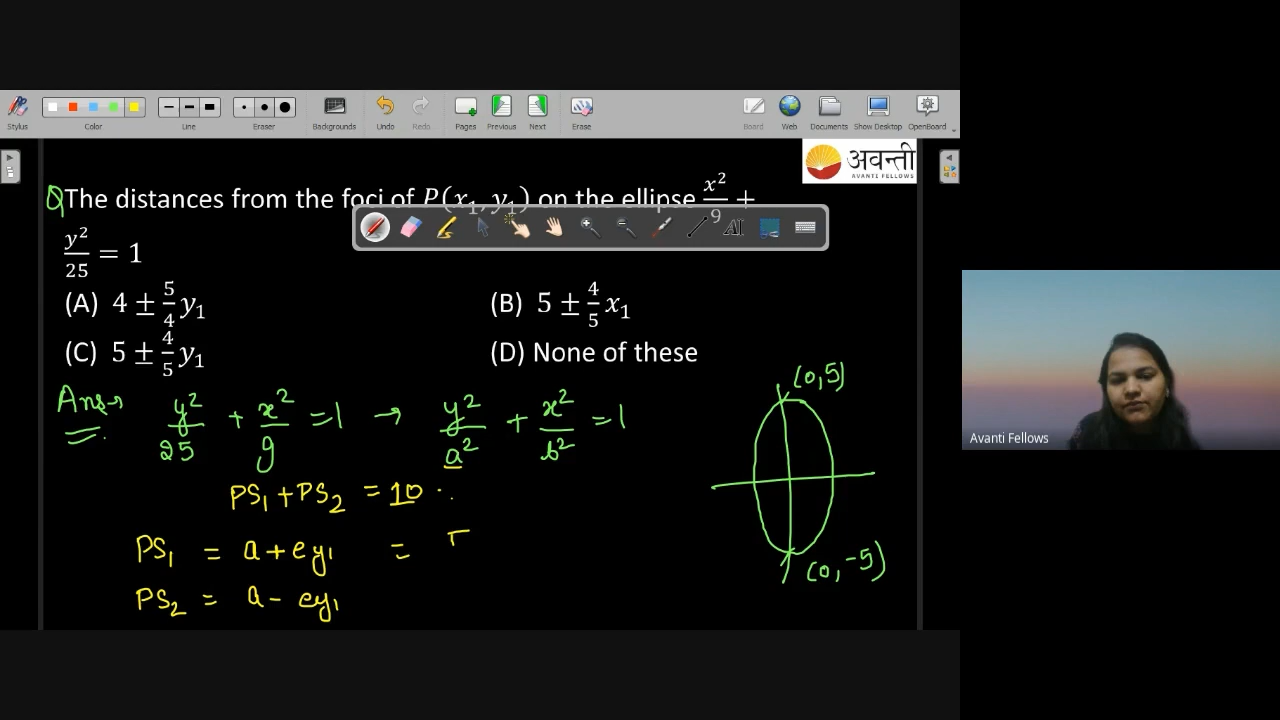 Stylus
Color
Line
Eraser
Backgrounds
Undo
Redo
Pages
Previous
Next
Erase
Board
Web
Documents
Show Desktop
OpenBoard
अवन्ती
AVANTI FELLOWS
Q The distances from the foci of P(x₁, y₁) on the ellipse x²/9 +
y²/25 = 1
(A) 4 ± 5/4 y₁
(B) 5 ± 4/5 x₁
(C) 5 ± 4/5 y₁
(D) None of these
Ans→ y²/25 + x²/9 = 1 → y²/a² + x²/b² = 1
(0,5)
PS₁ + PS₂ = 10
PS₁ = a + ey₁ =
(0,-5)
PS₂ = a - ey₁
Avanti Fellows
AI